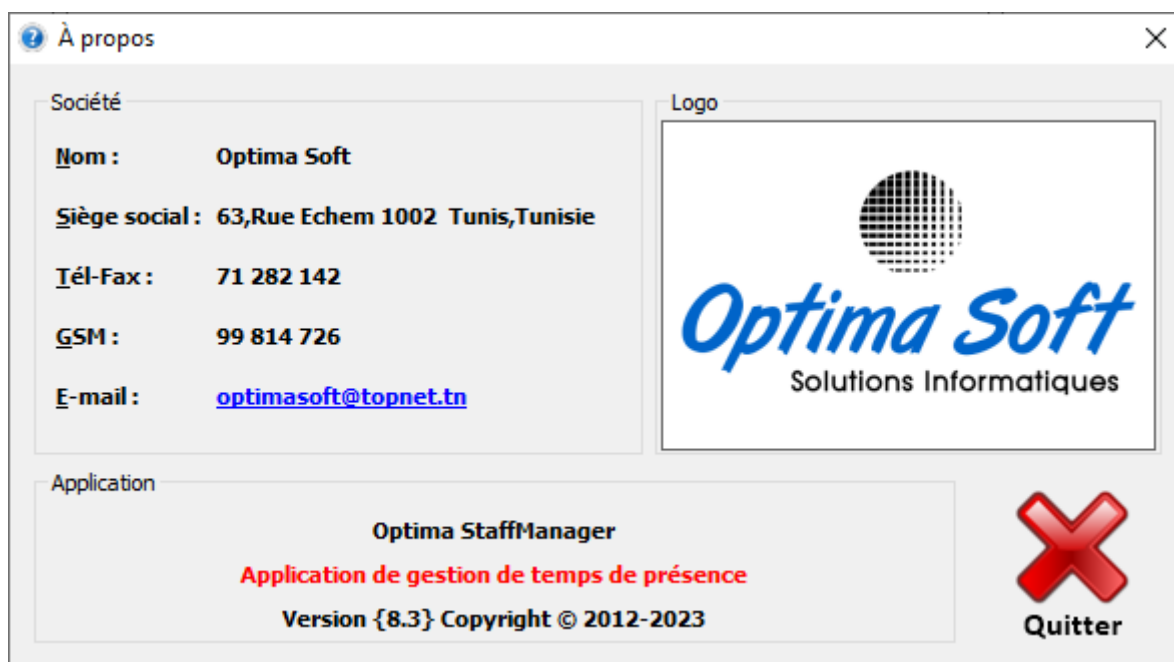 À propos
Société
Nom : Optima Soft
Siège social : 63,Rue Echem 1002 Tunis,Tunisie
Tél-Fax : 71 282 142
GSM : 99 814 726
E-mail : optimasoft@topnet.tn
Logo
Optima Soft
Solutions Informatiques
Application
Optima StaffManager
Application de gestion de temps de présence
Version {8.3} Copyright © 2012-2023
Quitter